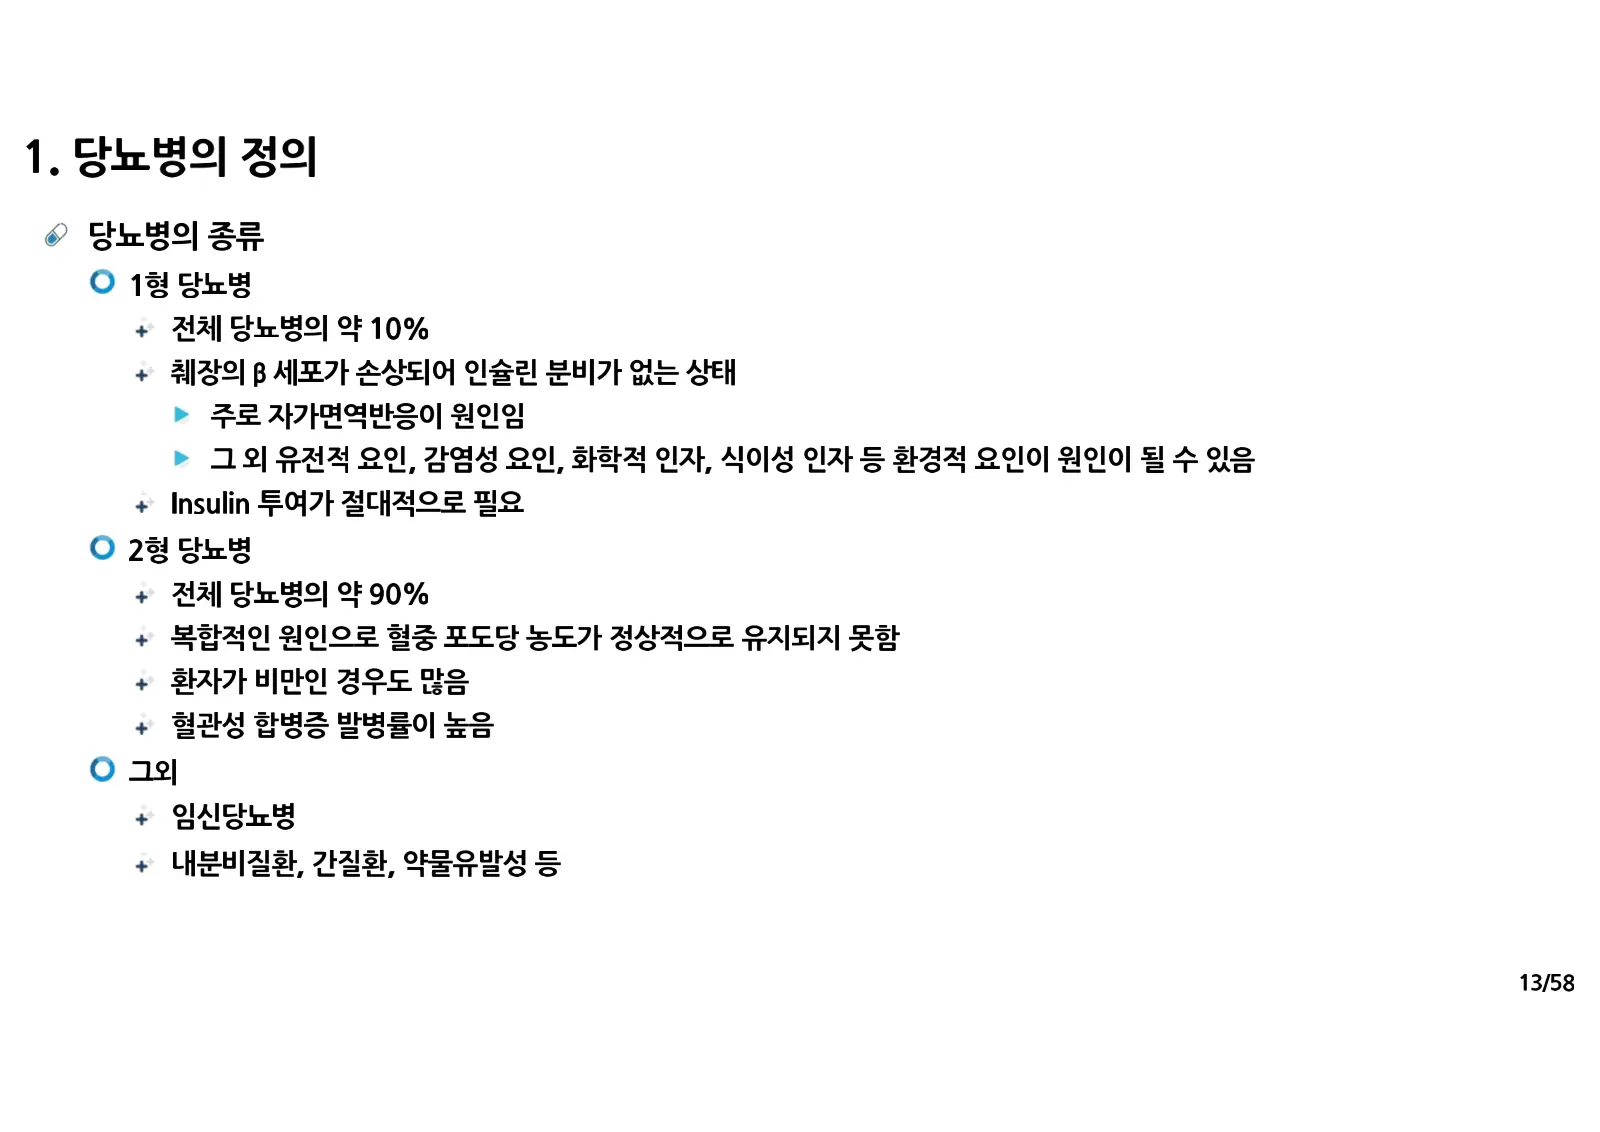 1. 당뇨병의 정의
당뇨병의 종류
1형 당뇨병
전체 당뇨병의 약 10%
췌장의 β 세포가 손상되어 인슐린 분비가 없는 상태
주로 자가면역반응이 원인임
그 외 유전적 요인, 감염성 요인, 화학적 인자, 식이성 인자 등 환경적 요인이 원인이 될 수 있음
Insulin 투여가 절대적으로 필요
2형 당뇨병
전체 당뇨병의 약 90%
복합적인 원인으로 혈중 포도당 농도가 정상적으로 유지되지 못함
환자가 비만인 경우도 많음
혈관성 합병증 발병률이 높음
그외
임신당뇨병
내분비질환, 간질환, 약물유발성 등
13/58